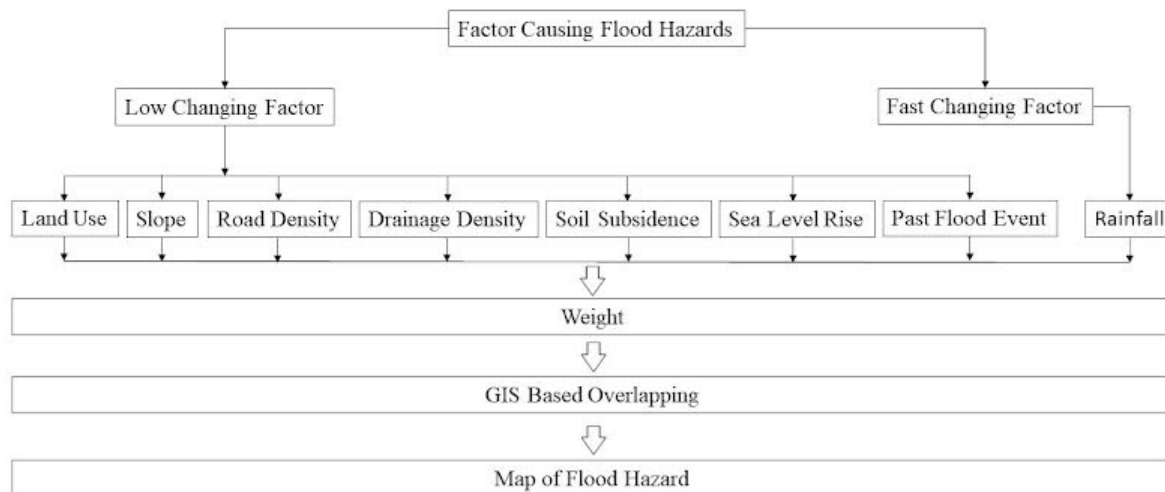 Factor Causing Flood Hazards
Low Changing Factor
Fast Changing Factor
Land Use
Slope
Road Density
Drainage Density
Soil Subsidence
Sea Level Rise
Past Flood Event
Rainfall
Weight
GIS Based Overlapping
Map of Flood Hazard